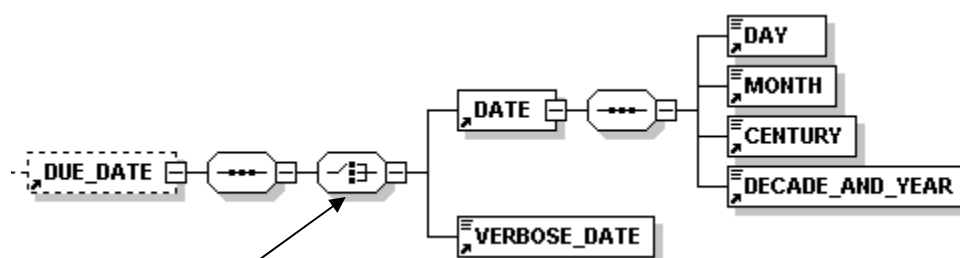 DAY
DATE
MONTH
CENTURY
DUE_DATE
DECADE_AND_YEAR
VERBOSE_DATE